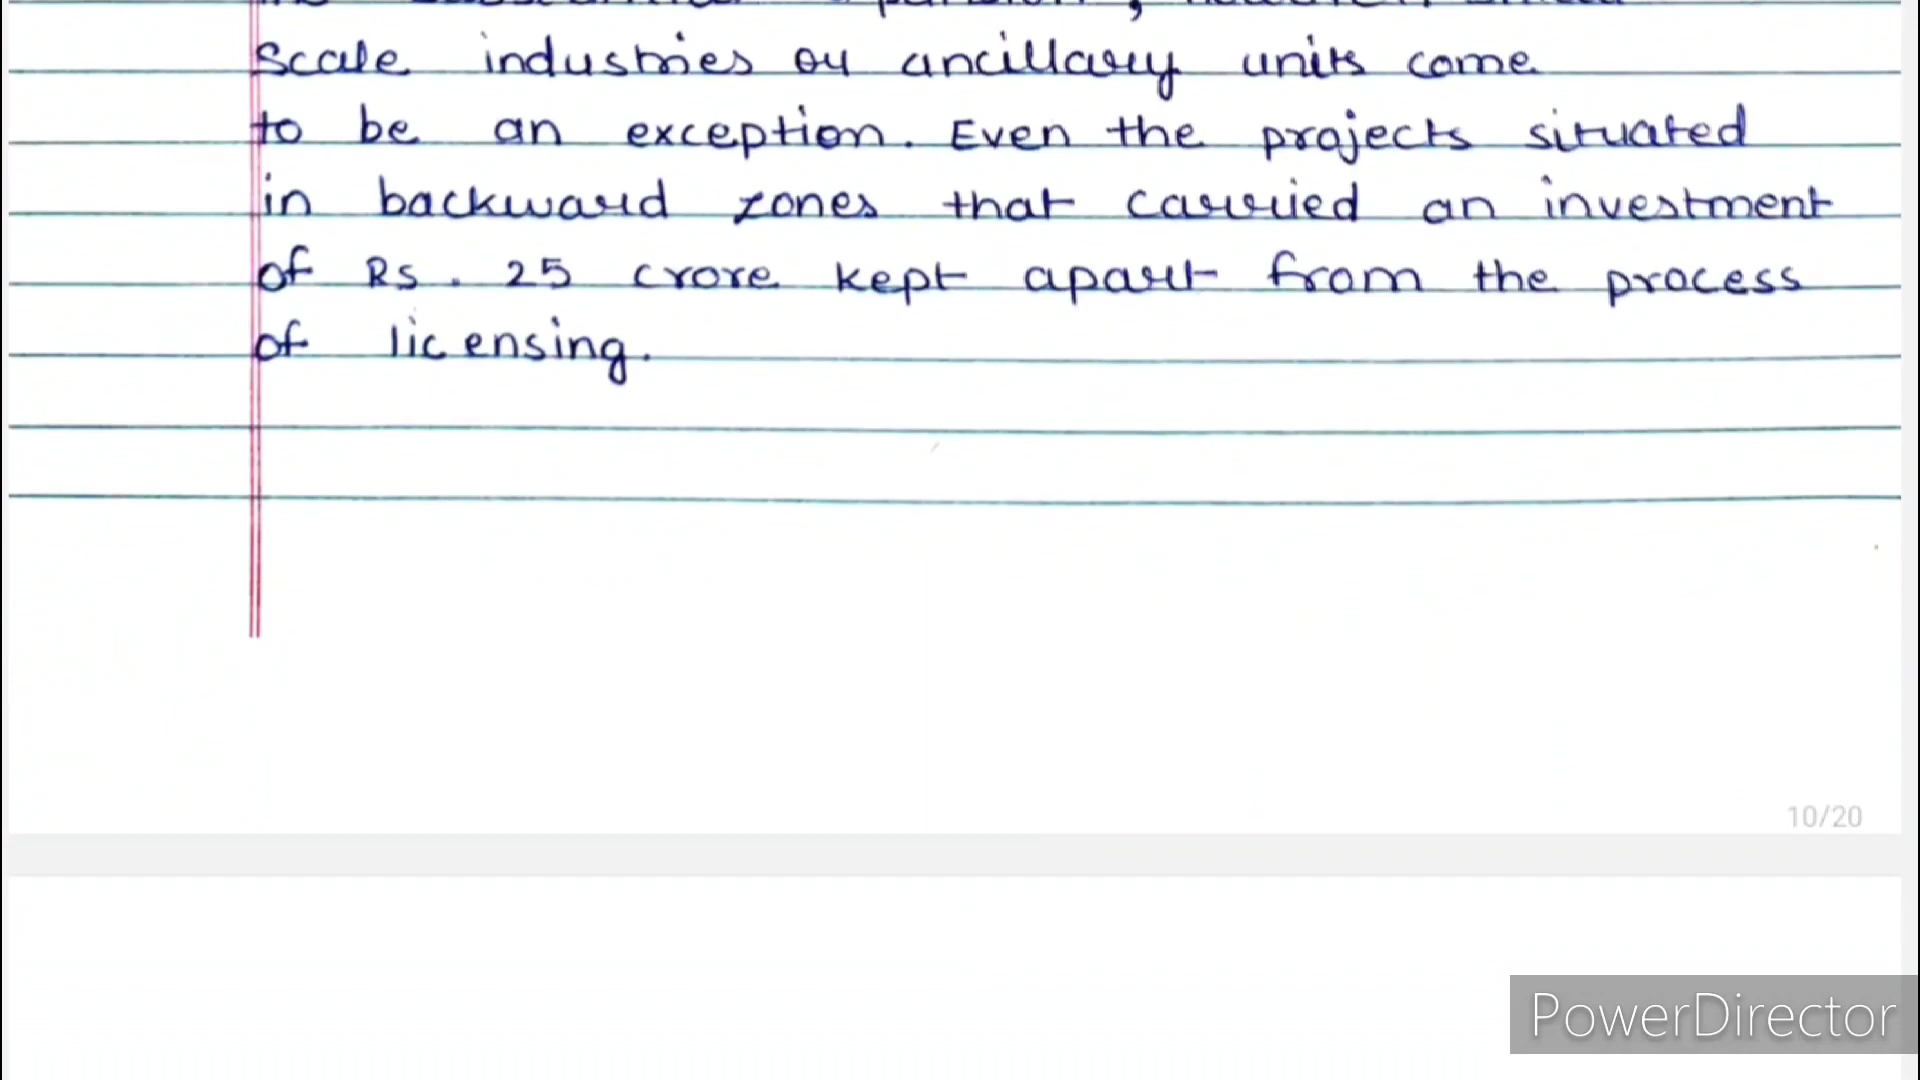 Scale industries or ancillary units come
to be an exception. Even the projects situated
in backward zones that carried an investment
of Rs. 25 crore kept apart from the process
of licensing.
10/20
PowerDirector